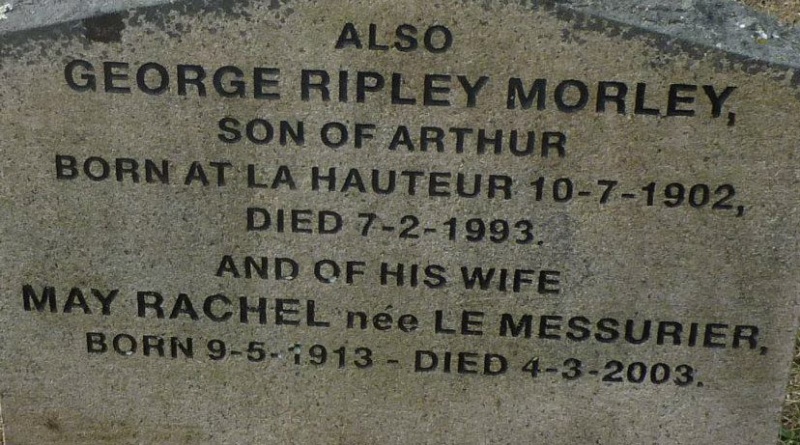 ALSO
GEORGE RIPLEY MORLEY,
SON OF ARTHUR
BORN AT LA HAUTEUR 10-7-1902,
DIED 7-2-1993.
AND OF HIS WIFE
MAY RACHEL née LE MESSURIER,
BORN 9-5-1913 - DIED 4-3-2003.